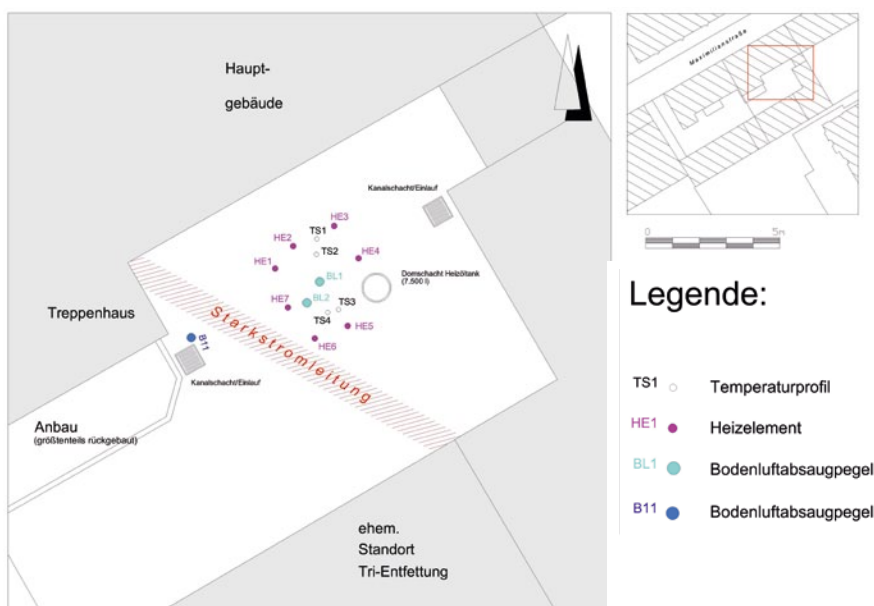 Haupt-
gebäude
Maximilianstraße
Kanalschacht/Einlauf
HE3
TS1
HE2
TS2
HE4
HE1
BL1
Domschacht Heizötank
(7.500 l)
BL2
HE7
TS3
TS4
HE5
HE6
Treppenhaus
Starkstromleitung
B11
Kanalschacht/Einlauf
Anbau
(größtenteils rückgebaut)
ehem.
Standort
Tri-Entfettung
0 5m
Legende:
TS1 Temperaturprofil
HE1 Heizelement
BL1 Bodenluftabsaugpegel
B11 Bodenluftabsaugpegel